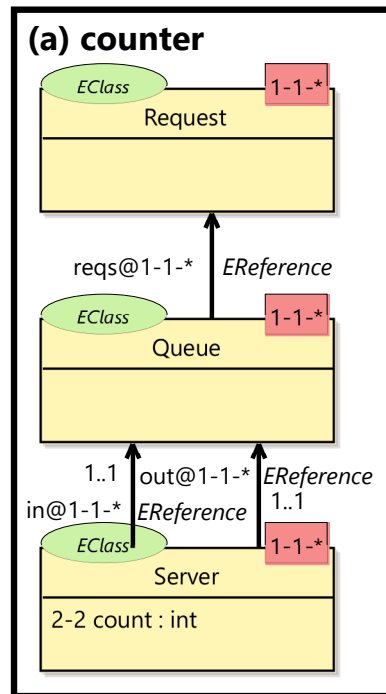 (a) counter
EClass 1-1-*
Request
reqs@1-1-* EReference
EClass 1-1-*
Queue
1..1 out@1-1-* EReference
in@1-1-* EReference 1..1
EClass 1-1-*
Server
2-2 count : int